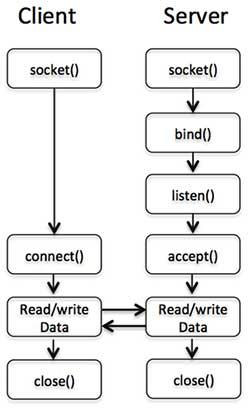 Client
Server
socket()
socket()
bind()
listen()
connect()
accept()
Read/write
Data
Read/write
Data
close()
close()